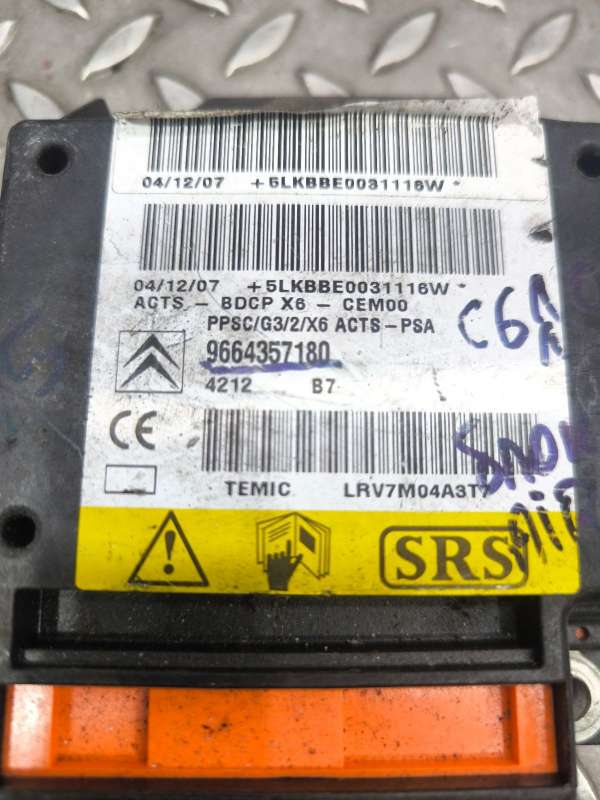 04/12/07 +5LKBBE0031116W*
04/12/07 +5LKBBE0031116W*
ACTS - BDCP X6 - CEM00
PPSC/G3/2/X6 ACTS-PSA
C6
9664357180
4212 B7
CE
TEMIC LRV7M04A3T7
SRS